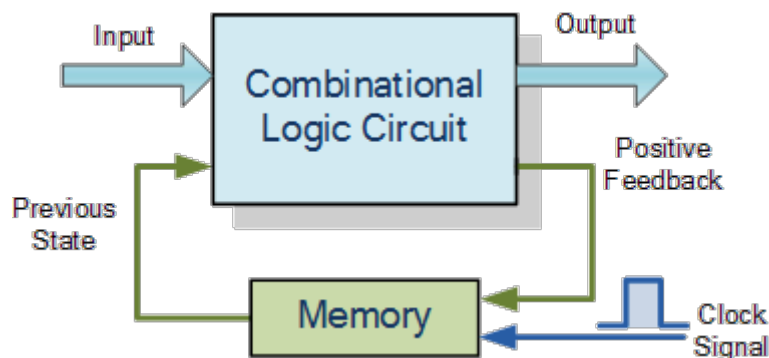 Input
Output
Combinational
Logic Circuit
Positive
Feedback
Previous
State
Memory
Clock
Signal